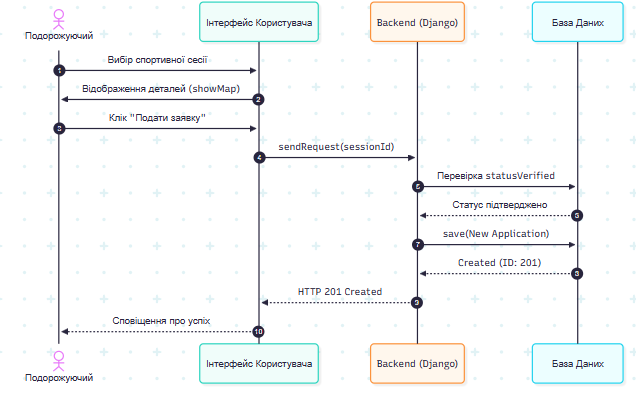 Подорожуючий
Інтерфейс Користувача
Backend (Django)
База Даних
Вибір спортивної сесії
1
Відображення деталей (showMap)
2
Клік "Подати заявку"
3
sendRequest(sessionId)
4
Перевірка statusVerified
5
Статус підтверджено
6
save(New Application)
7
Created (ID: 201)
8
HTTP 201 Created
9
Сповіщення про успіх
10
Подорожуючий
Інтерфейс Користувача
Backend (Django)
База Даних